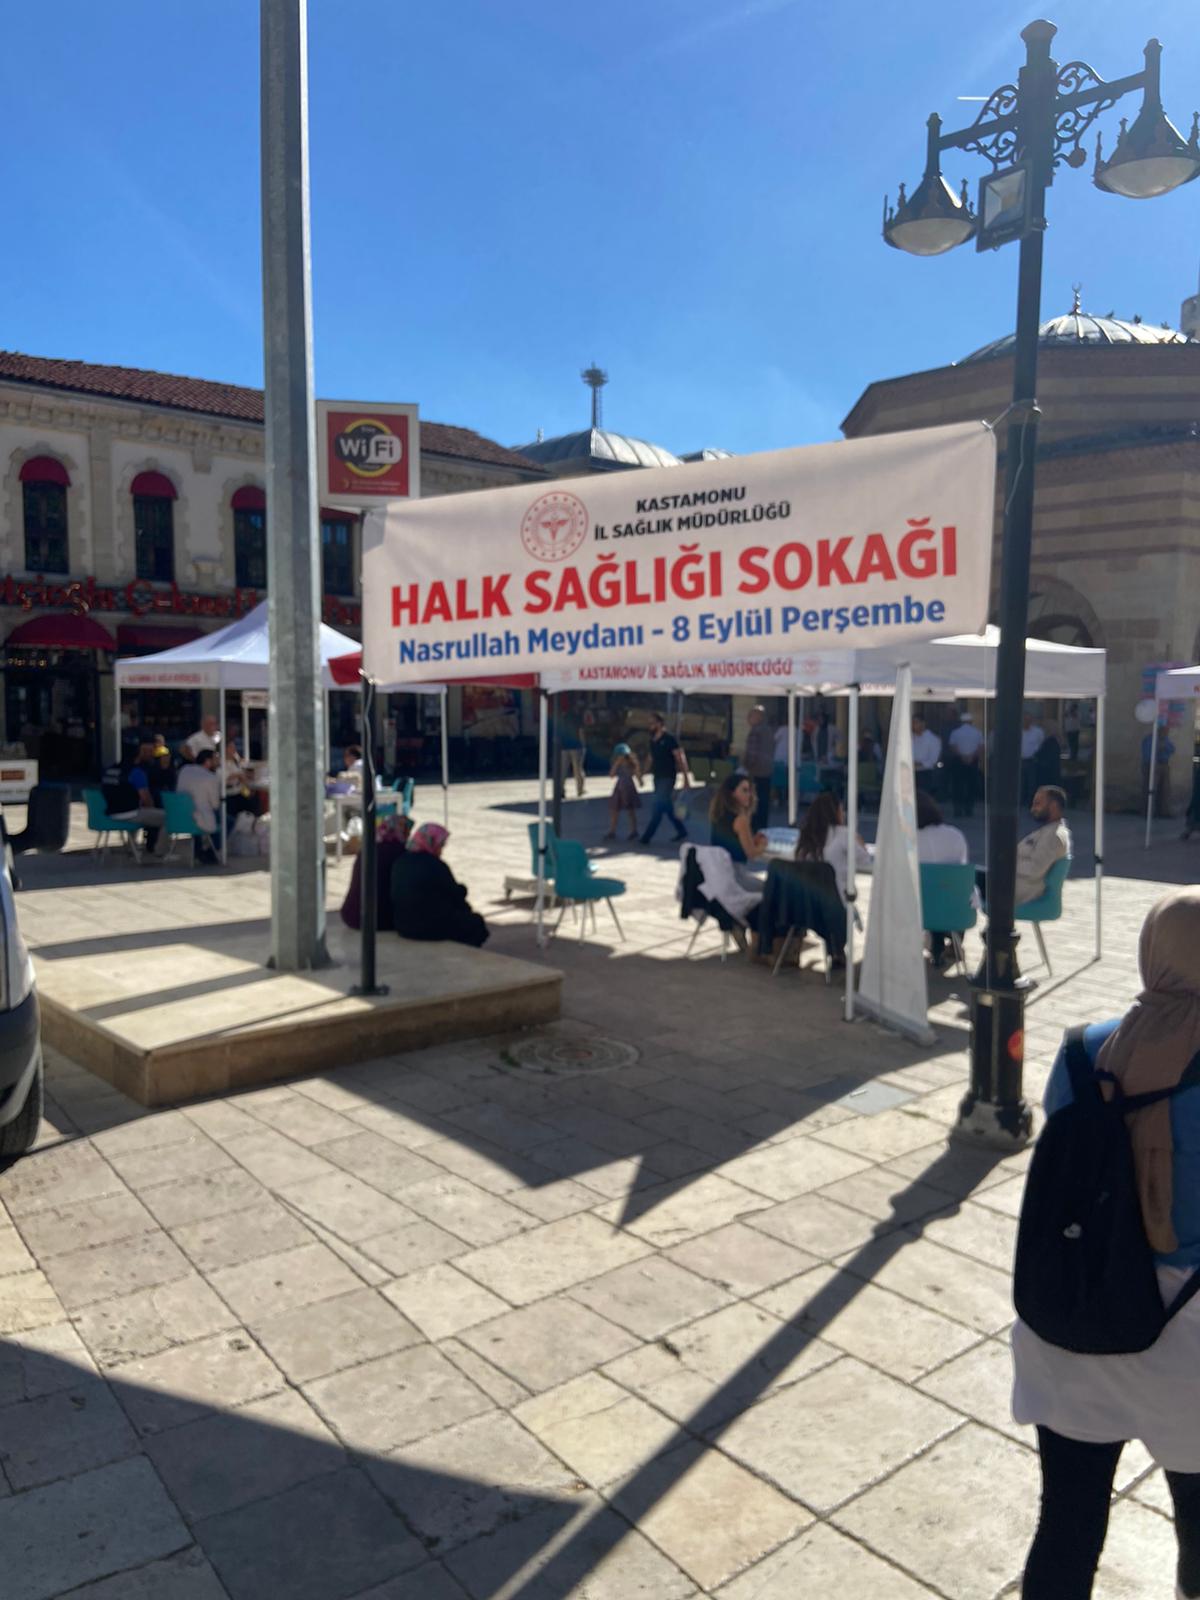 WiFi
KASTAMONU
İL SAĞLIK MÜDÜRLÜĞÜ
HALK SAĞLIĞI SOKAĞI
Nasrullah Meydanı - 8 Eylül Perşembe
KASTAMONU İL SAĞLIK MÜDÜRLÜĞÜ